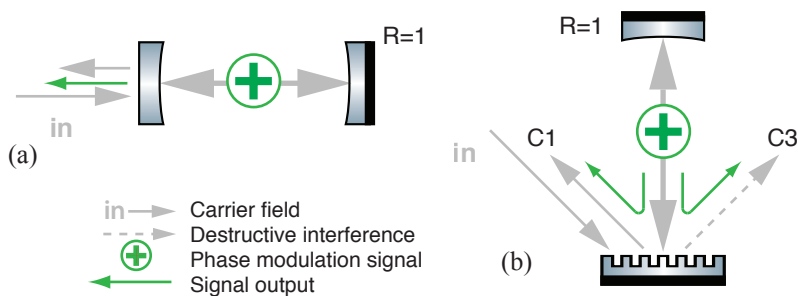 R=1
in
(a)
in
Carrier field
Destructive interference
Phase modulation signal
Signal output
R=1
in
C1
C3
(b)